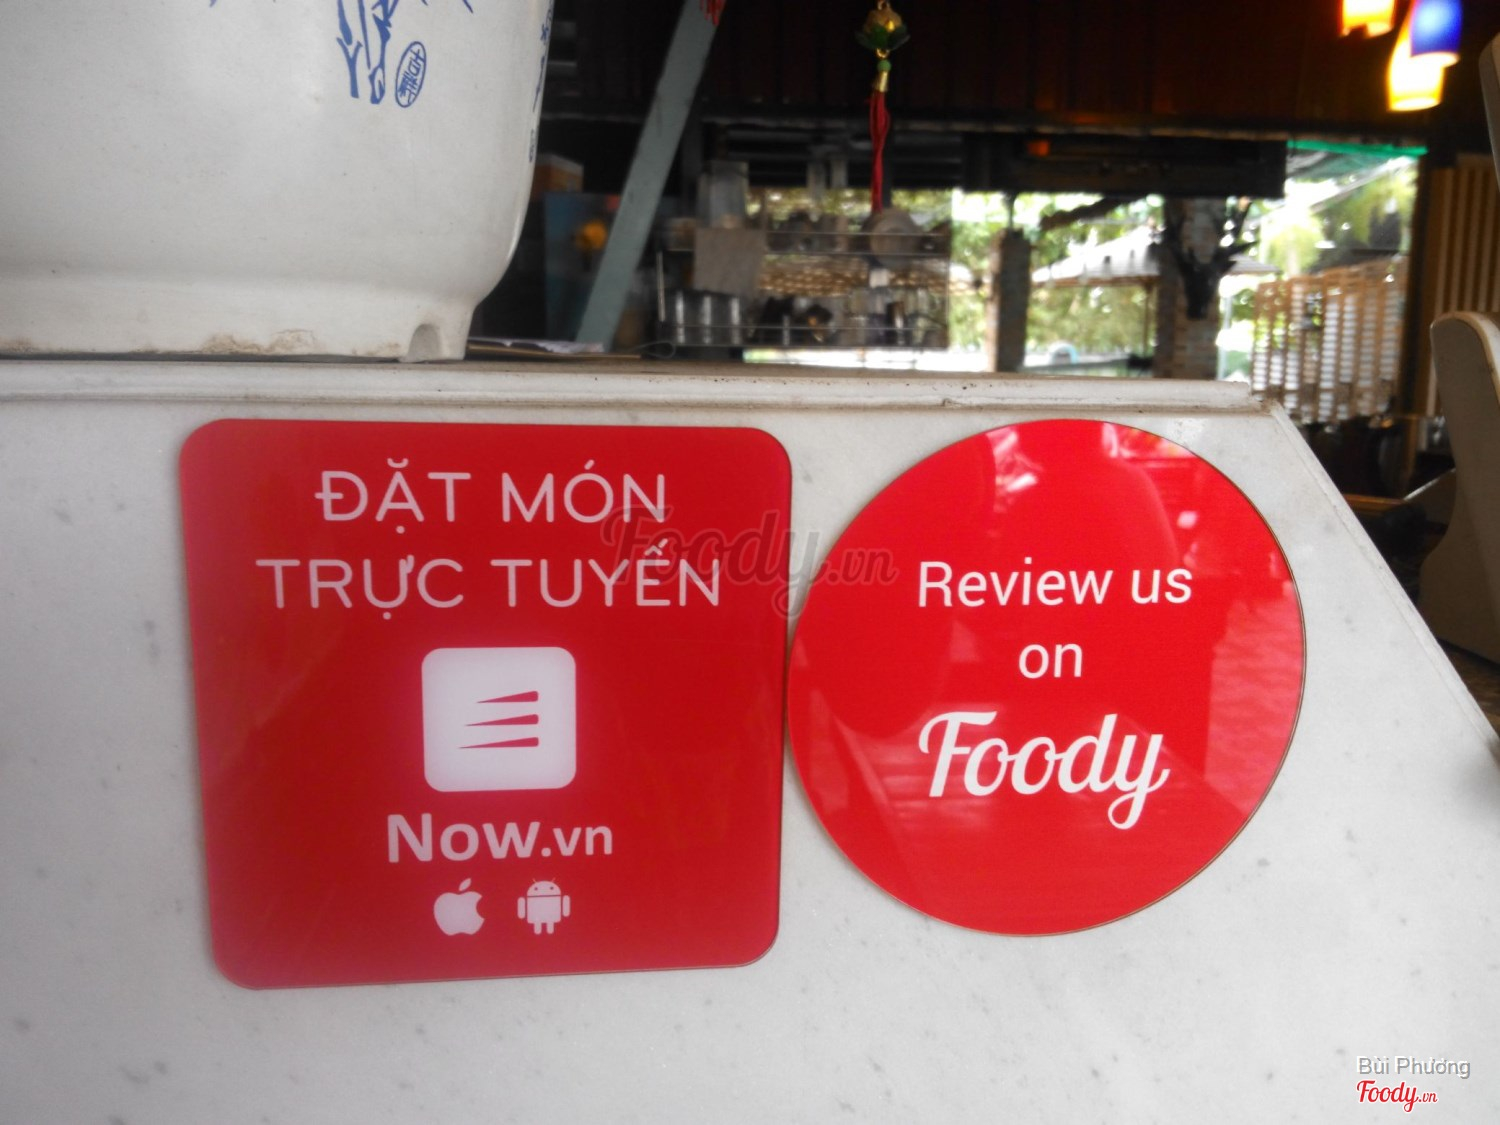 ĐẶT MÓN
TRỰC TUYẾN
Now.vn
Review us
on
Foody
Foody.vn
Bùi Phương
Foody.vn